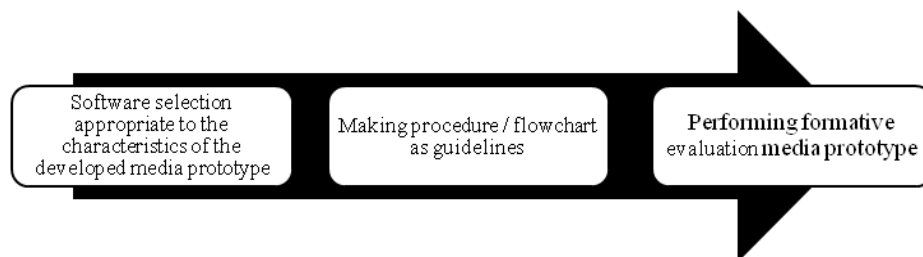 Software selection
appropriate to the
characteristics of the
developed media prototype
Making procedure / flowchart
as guidelines
Performing formative
evaluation media prototype